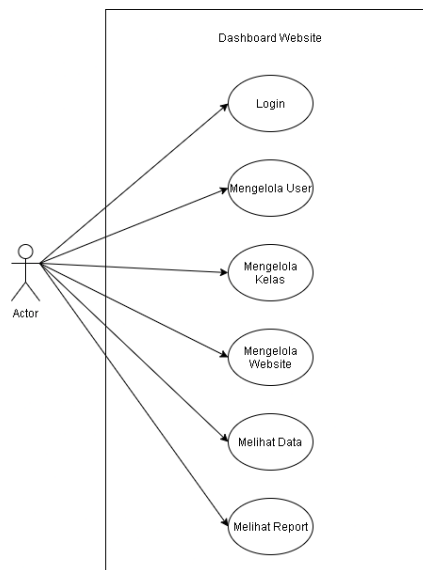 Dashboard Website
Login
Mengelola User
Mengelola
Kelas
Actor
Mengelola
Website
Melihat Data
Melihat Report